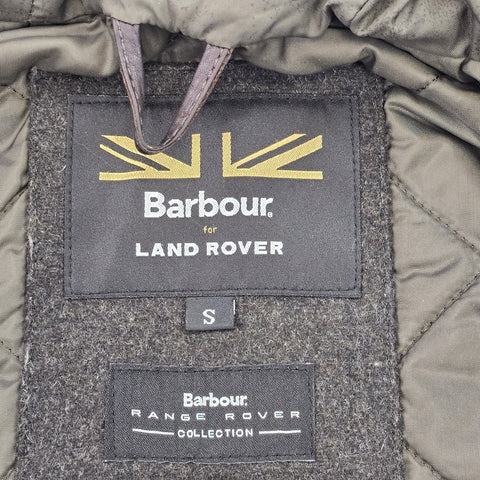 Barbour.
for
LAND ROVER
S
Barbour.
RANGE ROVER
COLLECTION